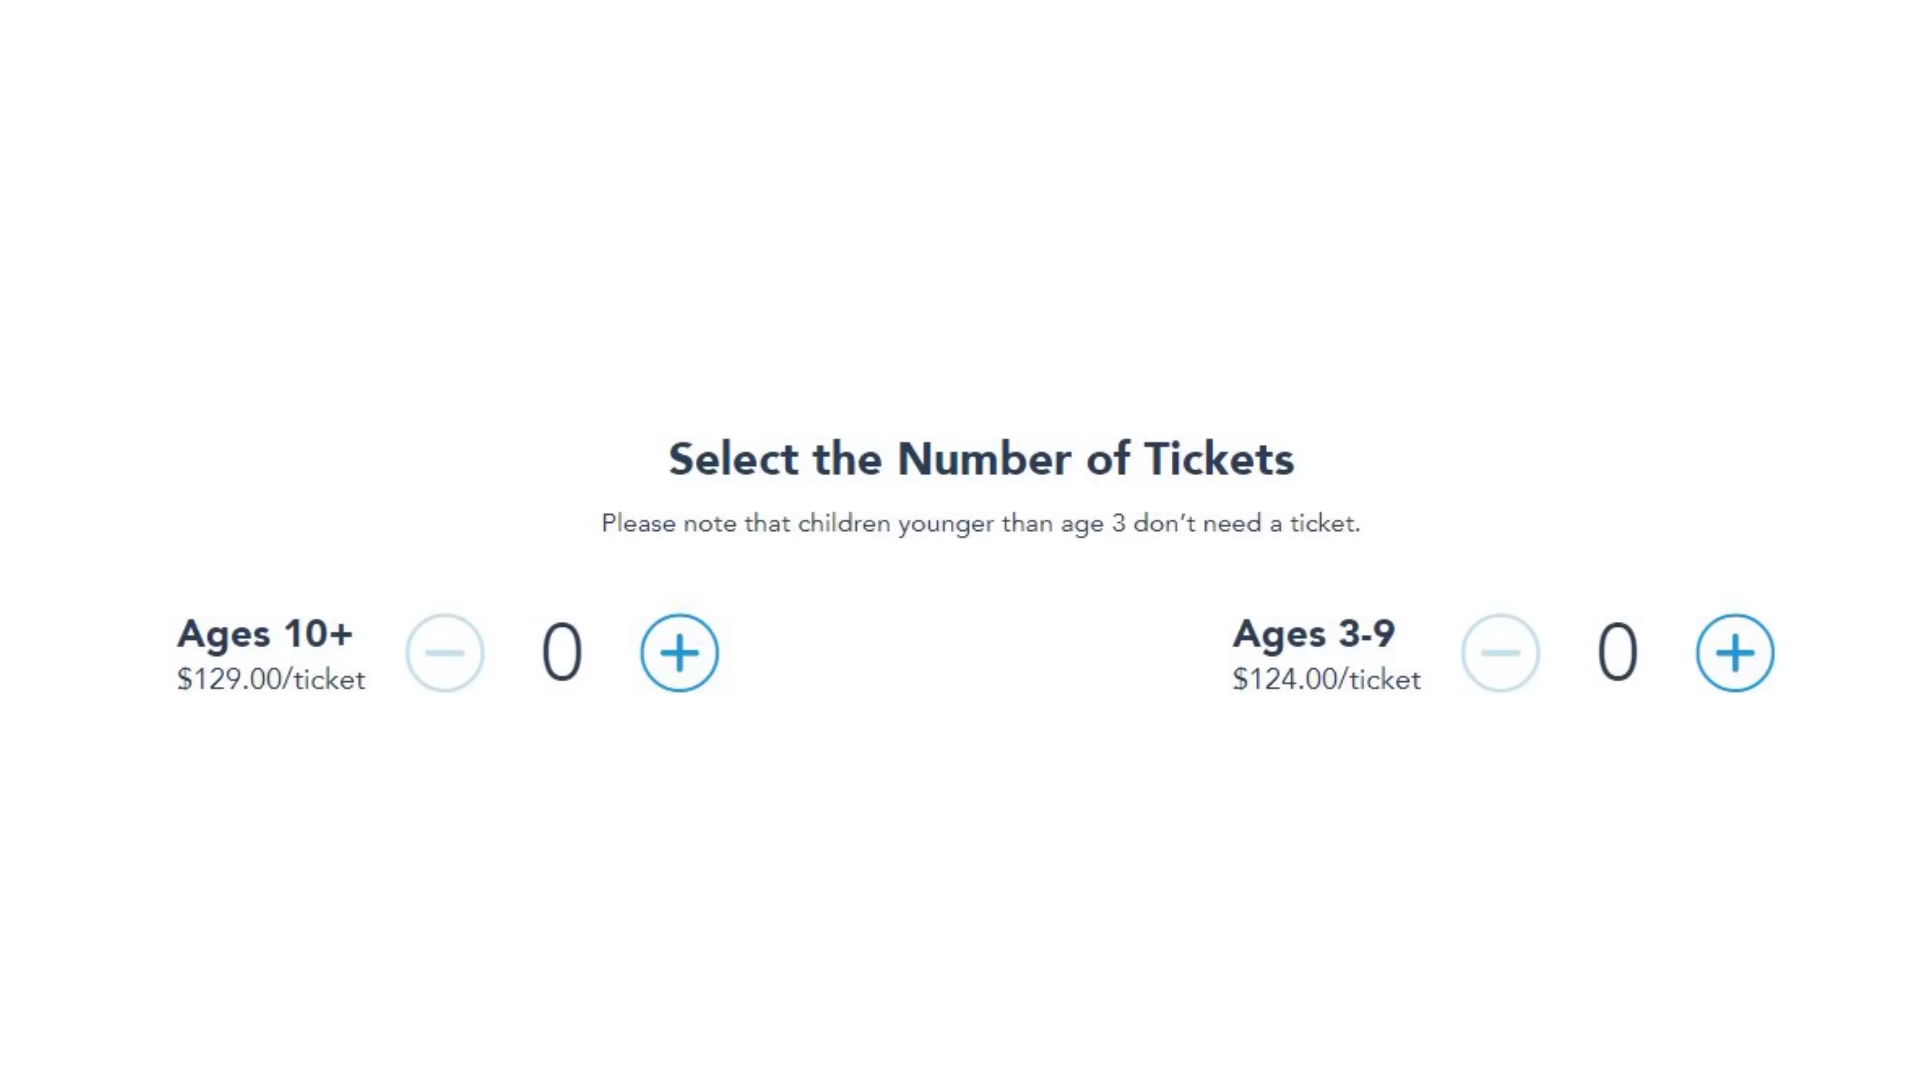 Select the Number of Tickets
Please note that children younger than age 3 don’t need a ticket.
Ages 10+
$129.00/ticket
0
Ages 3-9
$124.00/ticket
0